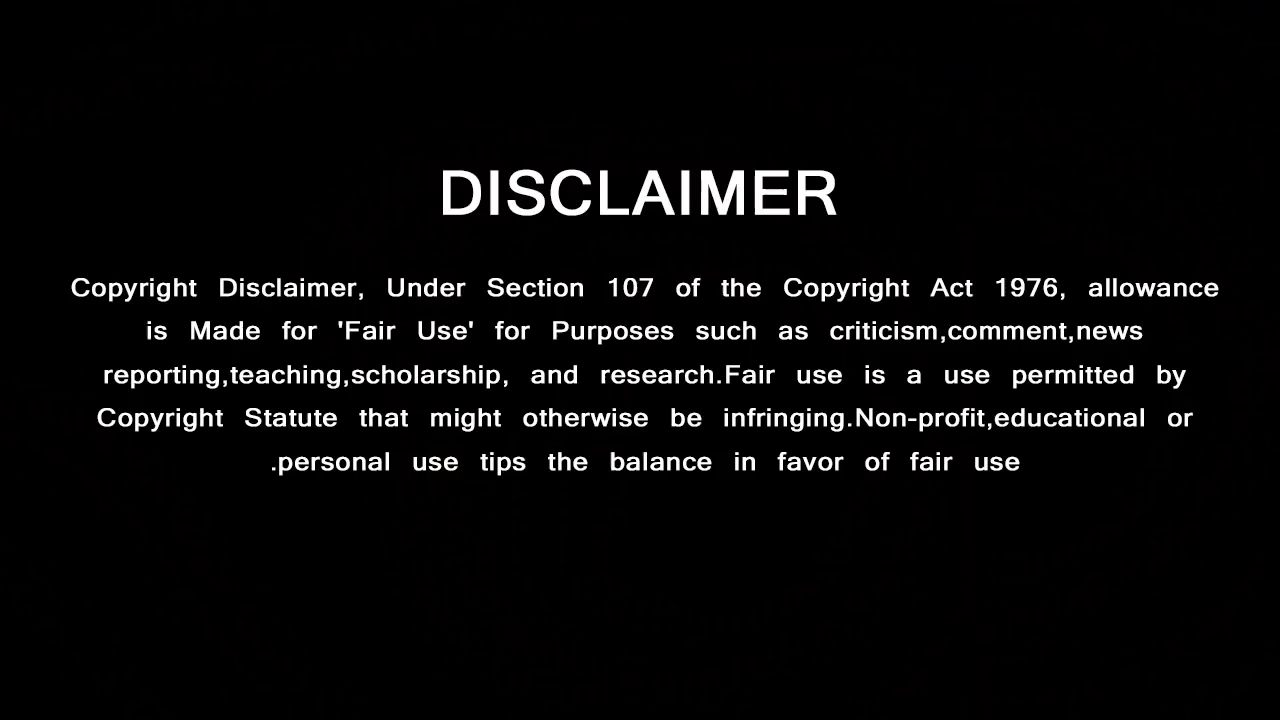 DISCLAIMER
Copyright Disclaimer, Under Section 107 of the Copyright Act 1976, allowance
is Made for 'Fair Use' for Purposes such as criticism,comment,news
reporting,teaching,scholarship, and research.Fair use is a use permitted by
Copyright Statute that might otherwise be infringing.Non-profit,educational or
.personal use tips the balance in favor of fair use